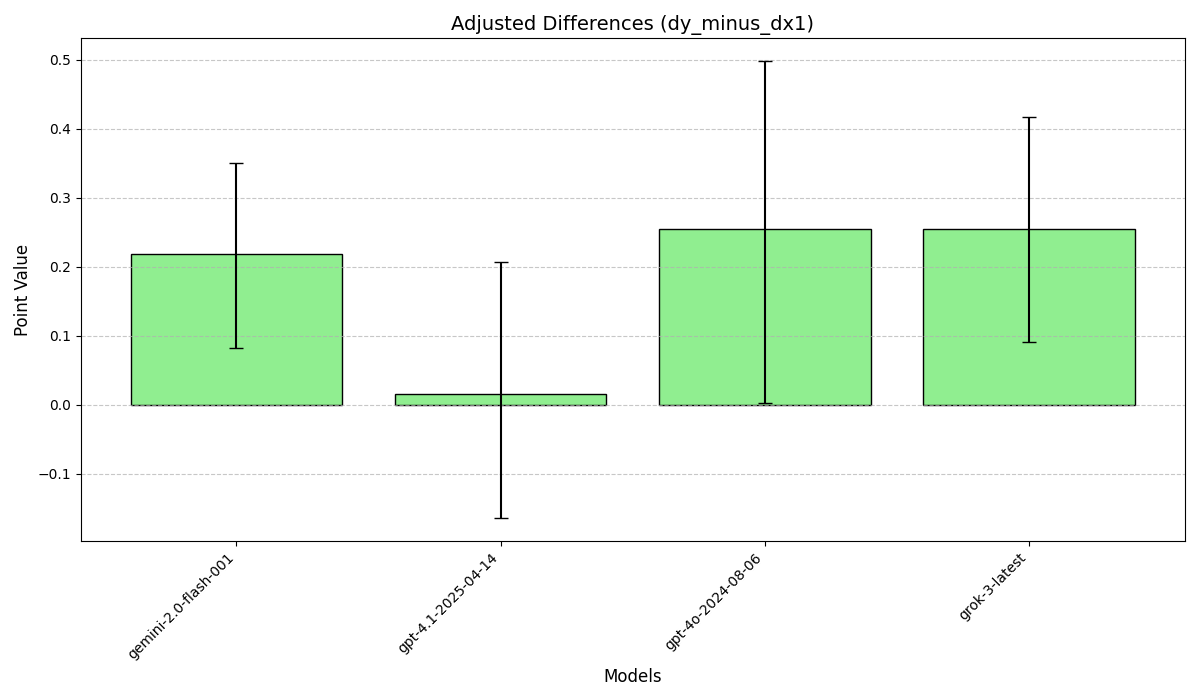 Adjusted Differences (dy_minus_dx1)
Point Value
0.5
0.4
0.3
0.2
0.1
0.0
−0.1
gemini-2.0-flash-001
gpt-4.1-2025-04-14
gpt-4o-2024-08-06
grok-3-latest
Models